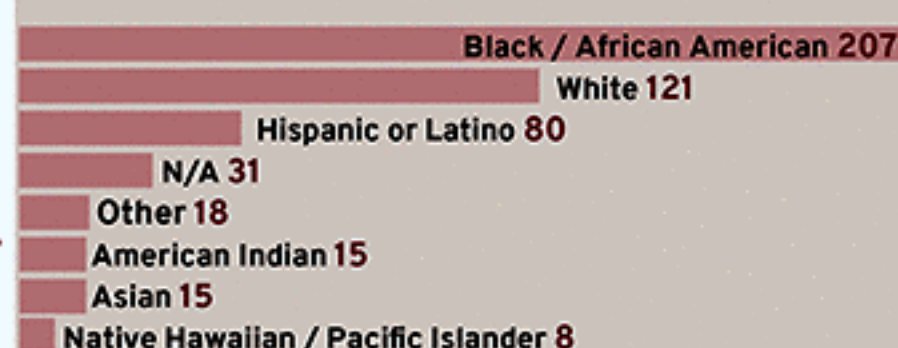 Black / African American 207
White 121
Hispanic or Latino 80
N/A 31
Other 18
American Indian 15
Asian 15
Native Hawaiian / Pacific Islander 8